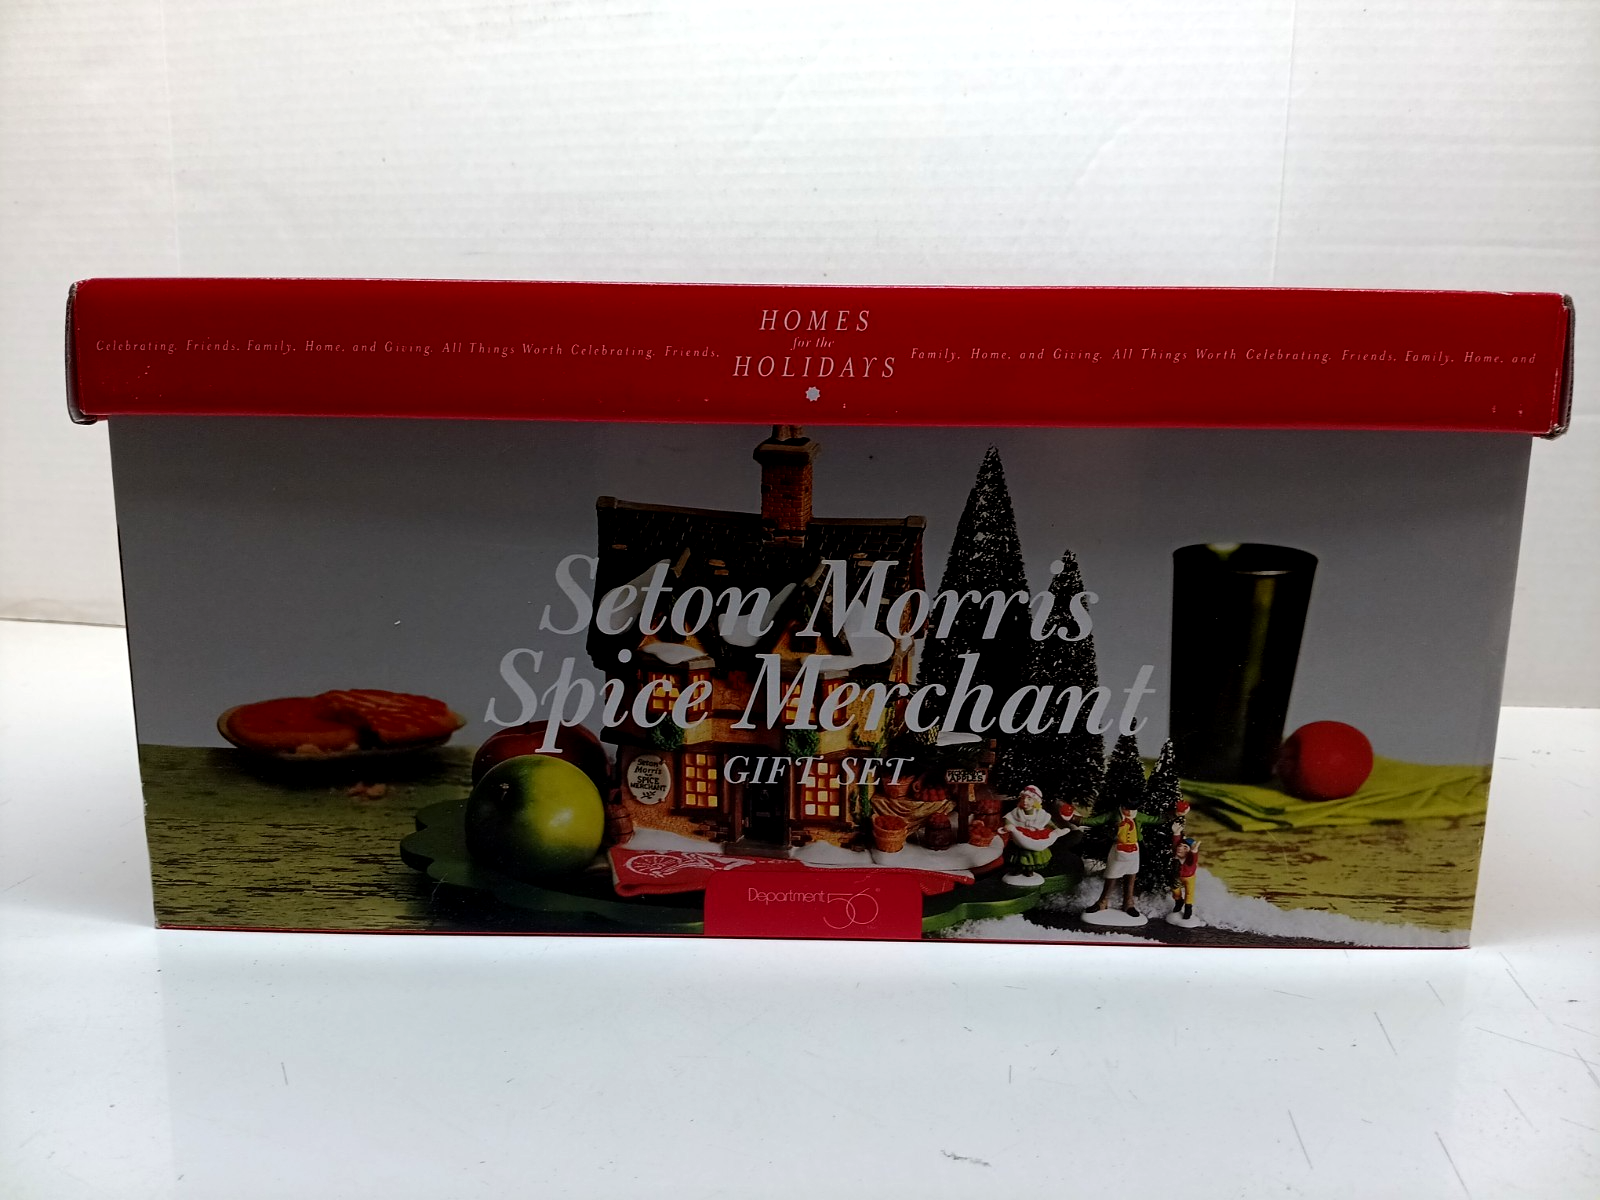 HOMES
for the
HOLIDAYS
Celebrating. Friends. Family. Home. and Giving. All Things Worth Celebrating. Friends.
Family. Home. and Giving. All Things Worth Celebrating. Friends. Family. Home. and
Seton Morris
Spice Merchant
GIFT SET
Seton
Morris
SPICE
MERCHANT
APPLES
Department 56